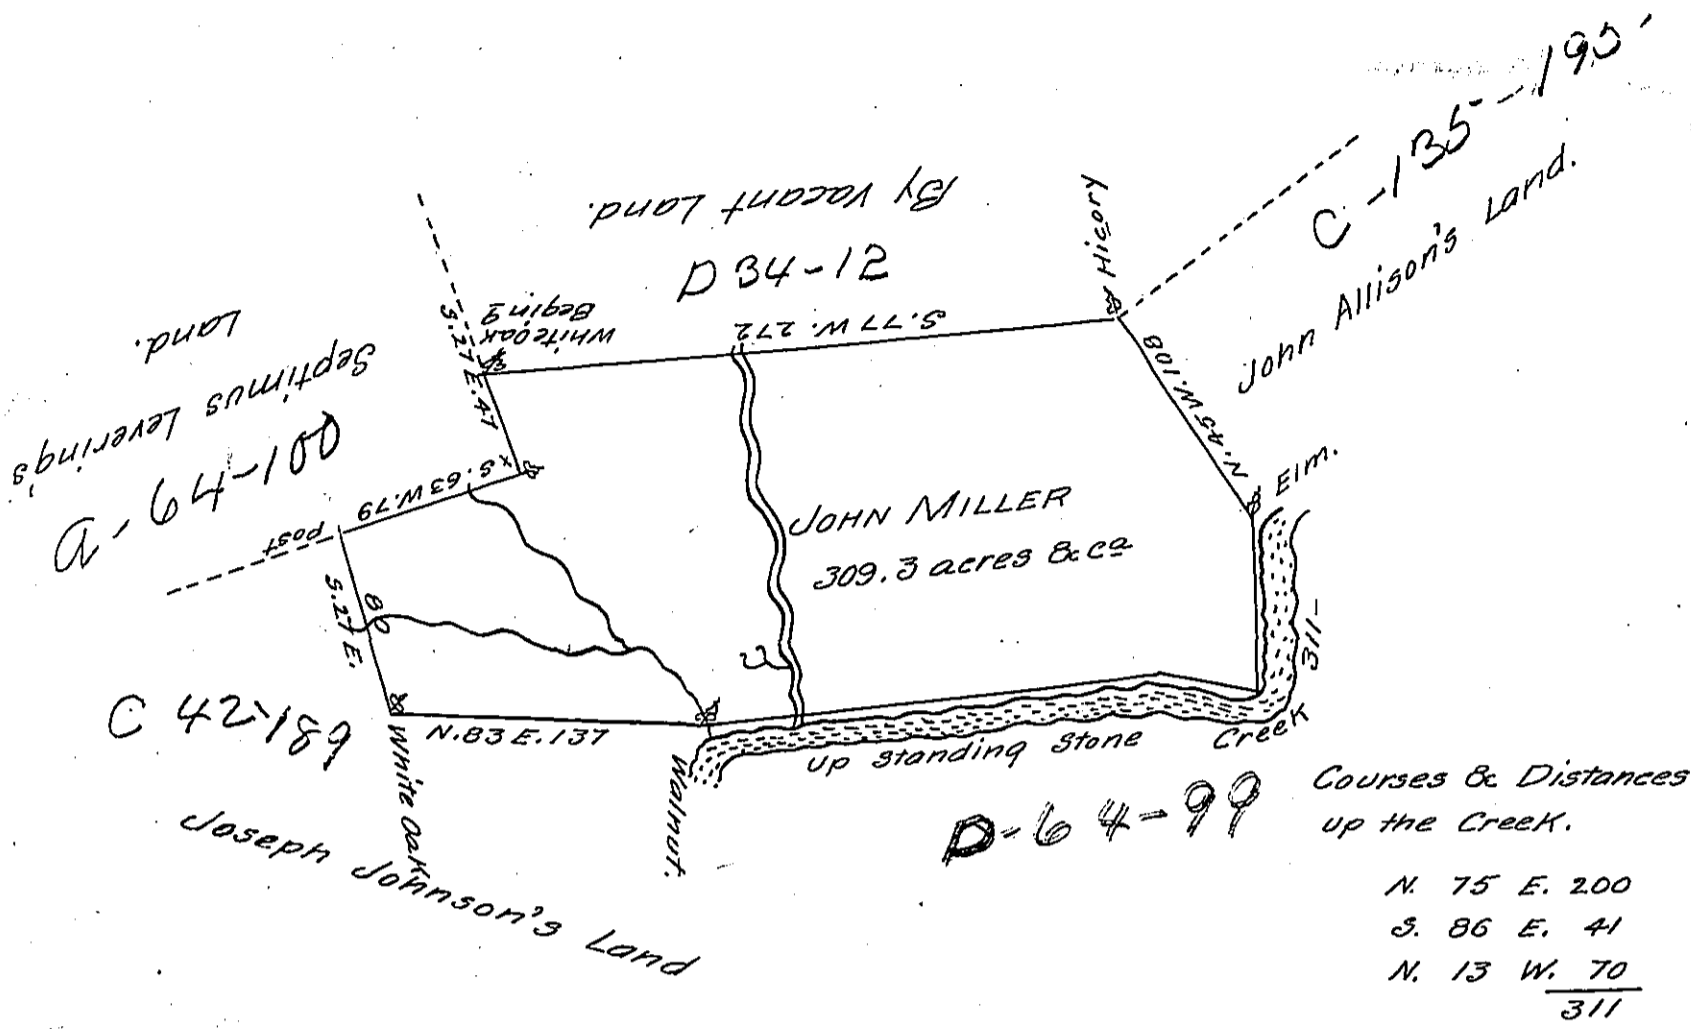 C-135-195
John Allison's Land.
By vacant Land.
D 34-12
Hicory
Whiteoak
Begin g
S. 77 W. 272
N. 45 W. 108
Elm.
S. 27 E. 47
Septimus Levering's
Land.
a-64-100
S. 63 W. 79
Post
S. 27 E.
80
JOHN MILLER
309.3 acres & ca
311-
C 42-189
N. 83 E. 137
White Oak
Walnut.
up standing Stone Creek
Joseph Johnson's Land
D-64-99
Courses & Distances
up the Creek.
N. 75 E. 200
S. 86 E. 41
N. 13 W. 70
311